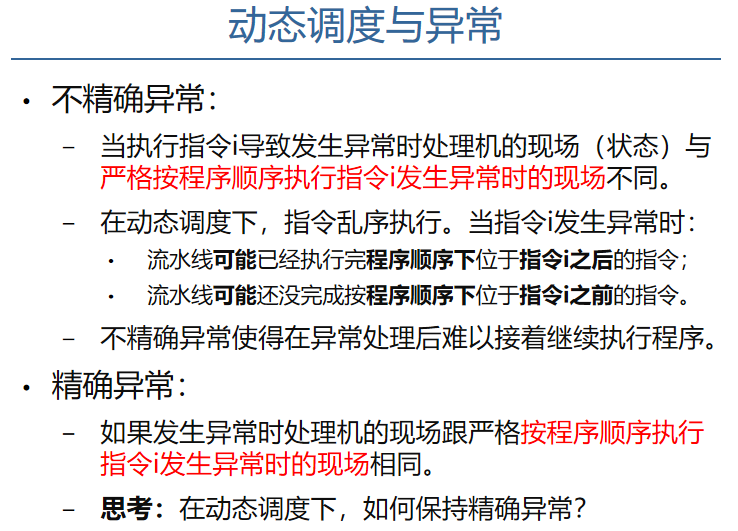 动态调度与异常
• 不精确异常：
– 当执行指令i导致发生异常时处理机的现场（状态）与
严格按程序顺序执行指令i发生异常时的现场不同。
– 在动态调度下，指令乱序执行。当指令i发生异常时：
• 流水线可能已经执行完程序顺序下位于指令i之后的指令；
• 流水线可能还没完成按程序顺序下位于指令i之前的指令。
– 不精确异常使得在异常处理后难以接着继续执行程序。
• 精确异常：
– 如果发生异常时处理机的现场跟严格按程序顺序执行
指令i发生异常时的现场相同。
– 思考：在动态调度下，如何保持精确异常？